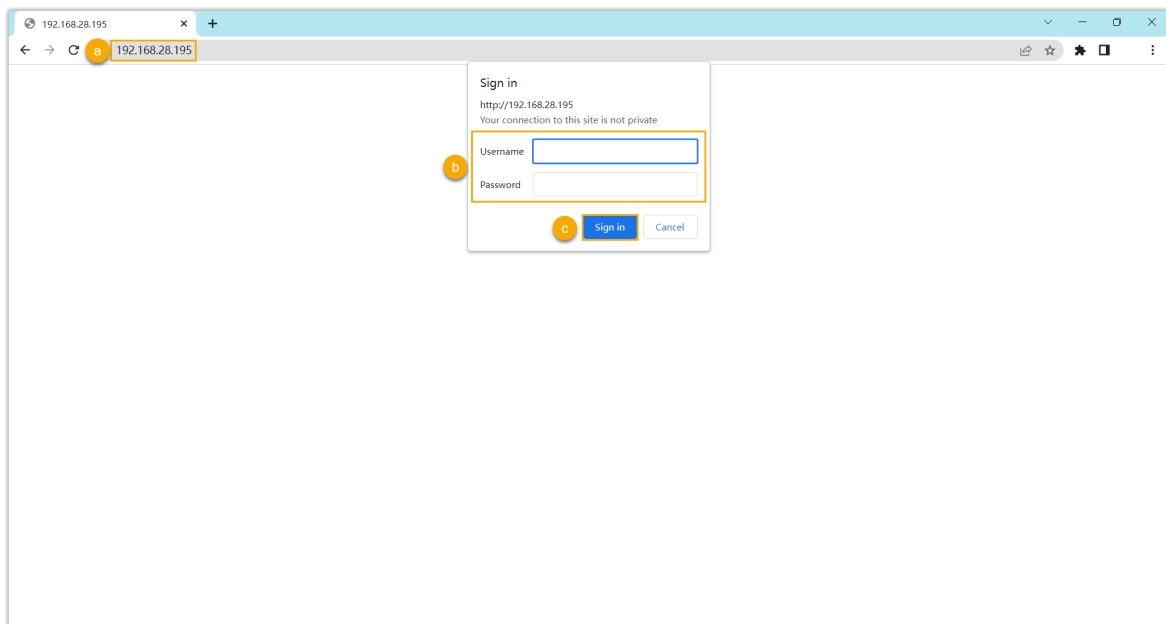 192.168.28.195
a 192.168.28.195
Sign in
http://192.168.28.195
Your connection to this site is not private
b
Username
Password
c Sign in Cancel